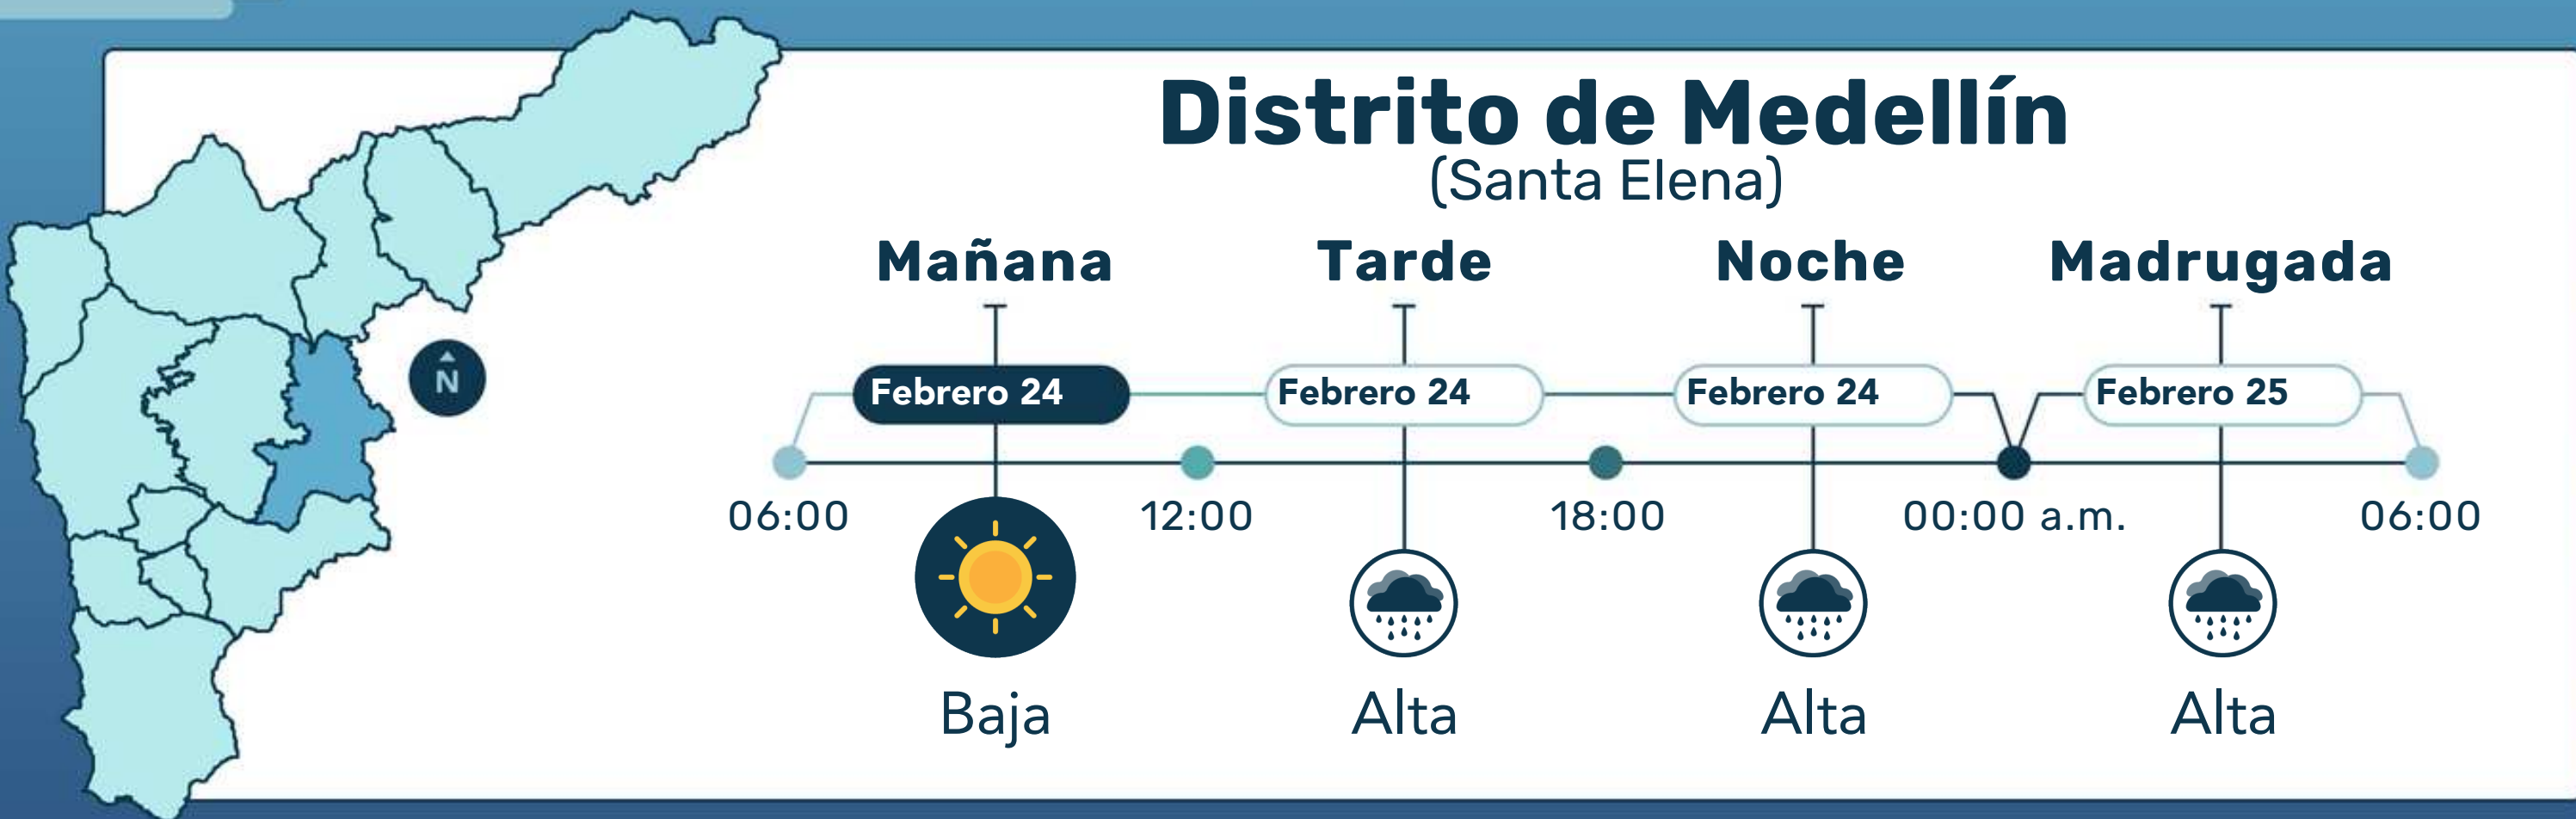 Distrito de Medellín
(Santa Elena)
Mañana Tarde Noche Madrugada
Febrero 24 Febrero 24 Febrero 24 Febrero 25
N
06:00 12:00 18:00 00:00 a.m. 06:00
Baja Alta Alta Alta